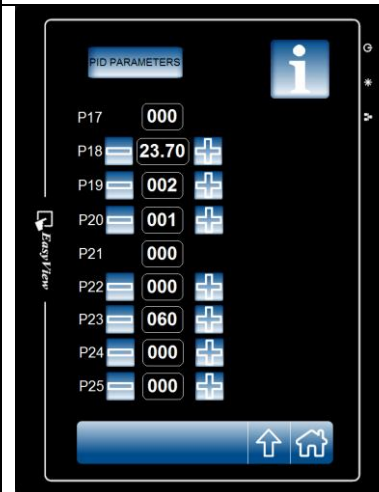 PID PARAMETERS
i
P17 000
P18 23.70
P19 002
P20 001
P21 000
P22 000
P23 060
P24 000
P25 000
EasyView